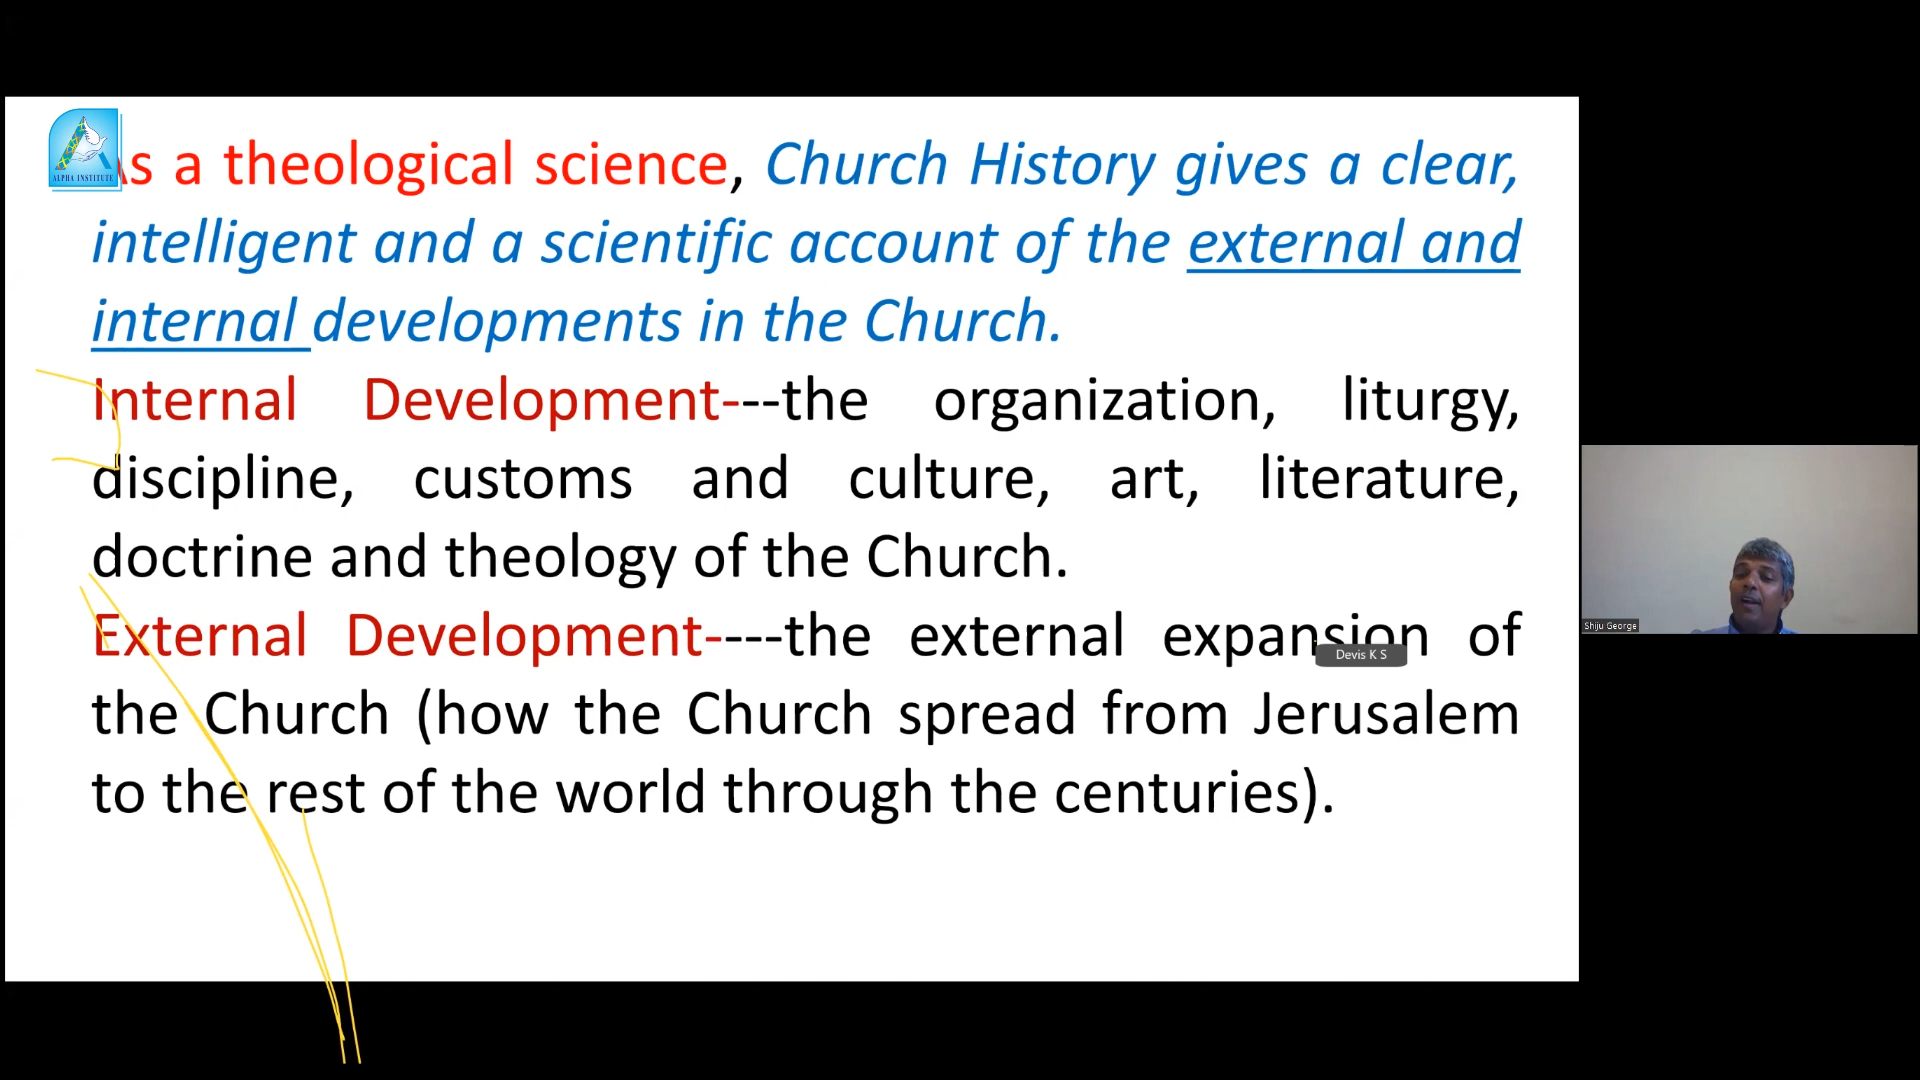 ALPHA INSTITUTE
As a theological science, Church History gives a clear,
intelligent and a scientific account of the external and
internal developments in the Church.
Internal Development---the organization, liturgy,
discipline, customs and culture, art, literature,
doctrine and theology of the Church.
External Development----the external expansion of
Devis K S
the Church (how the Church spread from Jerusalem
to the rest of the world through the centuries).
Shiju George